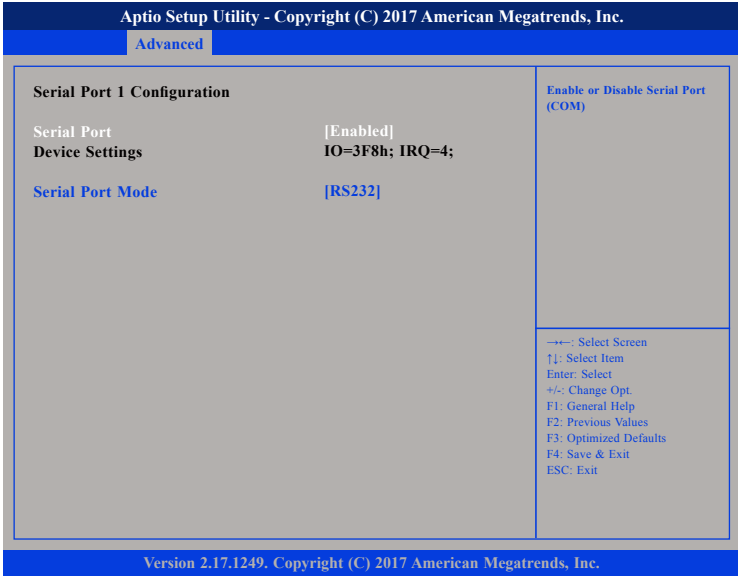 Aptio Setup Utility - Copyright (C) 2017 American Megatrends, Inc.
Advanced
Serial Port 1 Configuration
Serial Port [Enabled]
Device Settings IO=3F8h; IRQ=4;
Serial Port Mode [RS232]
Enable or Disable Serial Port
(COM)
→←: Select Screen
↑↓: Select Item
Enter: Select
+/-: Change Opt.
F1: General Help
F2: Previous Values
F3: Optimized Defaults
F4: Save & Exit
ESC: Exit
Version 2.17.1249. Copyright (C) 2017 American Megatrends, Inc.